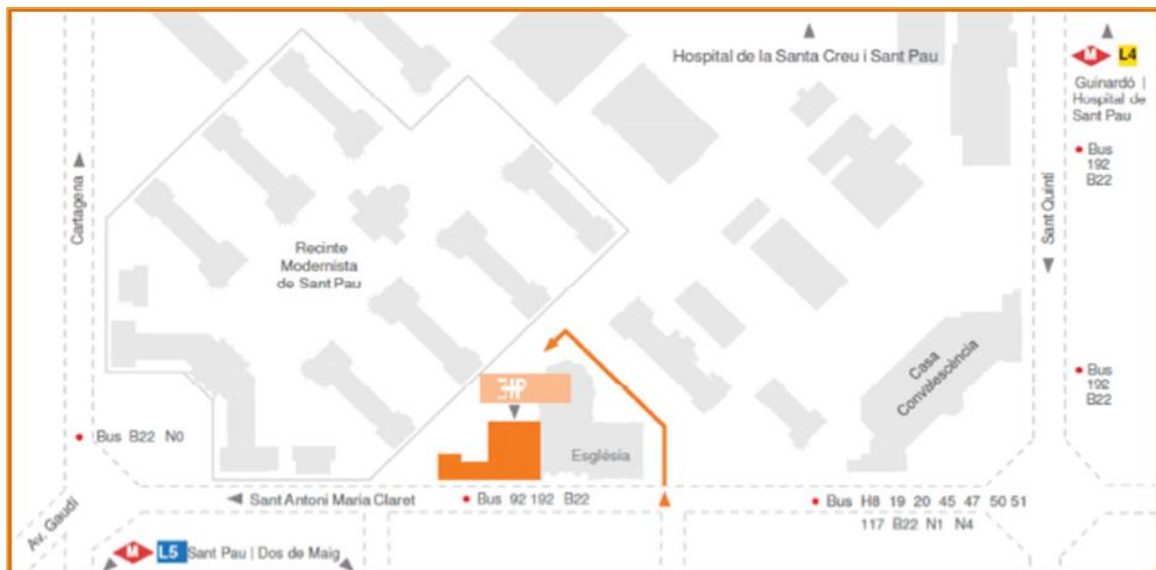 Hospital de la Santa Creu i Sant Pau
M L4
Guinardó |
Hospital de
Sant Pau
Bus
192
B22
Cartagena
Sant Quintí
Recinte
Modernista
de Sant Pau
Casa
Convalescència
Bus
192
B22
Bus B22 N0
Església
Sant Antoni Maria Claret
Bus 92 192 B22
Bus H8 19 20 45 47 50 51
117 B22 N1 N4
Av. Gaudí
M L5 Sant Pau | Dos de Maig